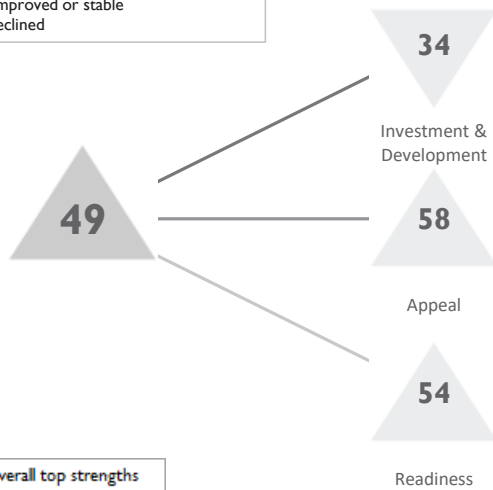 mproved or stable
eclined
34
Investment &
Development
49
58
Appeal
54
Readiness
verall top strengths